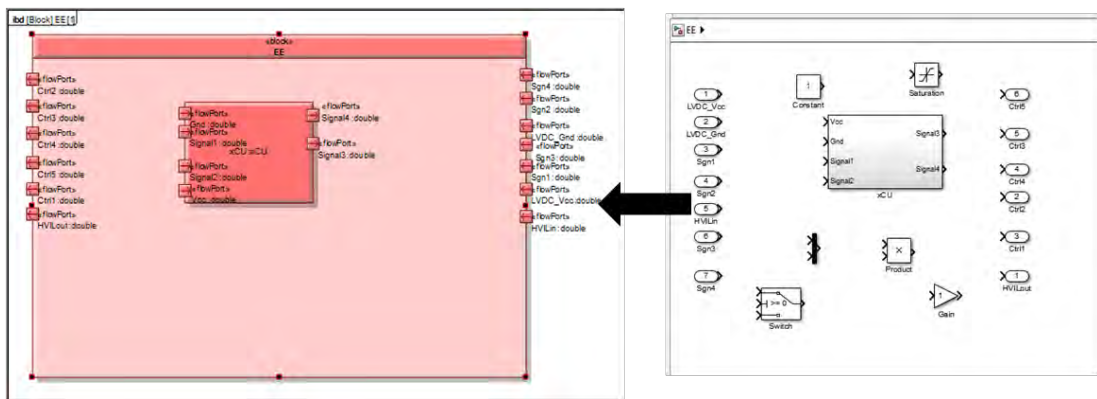 ibd [Block] EE [1]
«block»
EE
«flowPort»
Ctrl2 :double
«flowPort»
Ctrl3 :double
«flowPort»
Ctrl4 :double
«flowPort»
Ctrl5 :double
«flowPort»
Ctrl1 :double
«flowPort»
HVILout :double
«flowPort»
Gnd :double
«flowPort»
Signal1 :double
xCU:xCU
«flowPort»
Signal2 :double
«flowPort»
Vcc :double
«flowPort»
Signal4 :double
«flowPort»
Signal3 :double
«flowPort»
Sgn4 :double
«flowPort»
Sgn2 :double
«flowPort»
LVDC_Gnd :double
«flowPort»
Sgn3 :double
«flowPort»
Sgn1 :double
«flowPort»
LVDC_Vcc:double
«flowPort»
HVILin :double
EE
1
LVDC_Vcc
2
LVDC_Gnd
3
Sgn1
4
Sgn2
5
HVILin
6
Sgn3
7
Sgn4
1
Constant
Saturation
Vcc
Gnd
Signal1
Signal2
Signal3
Signal4
xCU
×
Product
>= 0
Switch
1
Gain
6
Ctrl5
5
Ctrl3
4
Ctrl4
2
Ctrl2
3
Ctrl1
1
HVILout